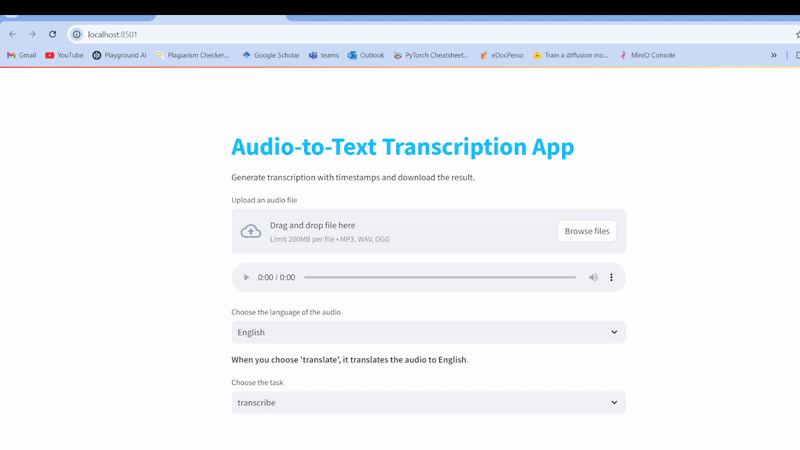 localhost:8501
Gmail YouTube Playground AI Plagiarism Checker... Google Scholar teams Outlook PyTorch Cheatsheet... eDocPerso Train a diffusion mo... MinIO Console »
Audio-to-Text Transcription App
Generate transcription with timestamps and download the result.
Upload an audio file
Drag and drop file here
Limit 200MB per file • MP3, WAV, OGG
Browse files
0:00 / 0:00
Choose the language of the audio
English
When you choose 'translate', it translates the audio to English.
Choose the task
transcribe